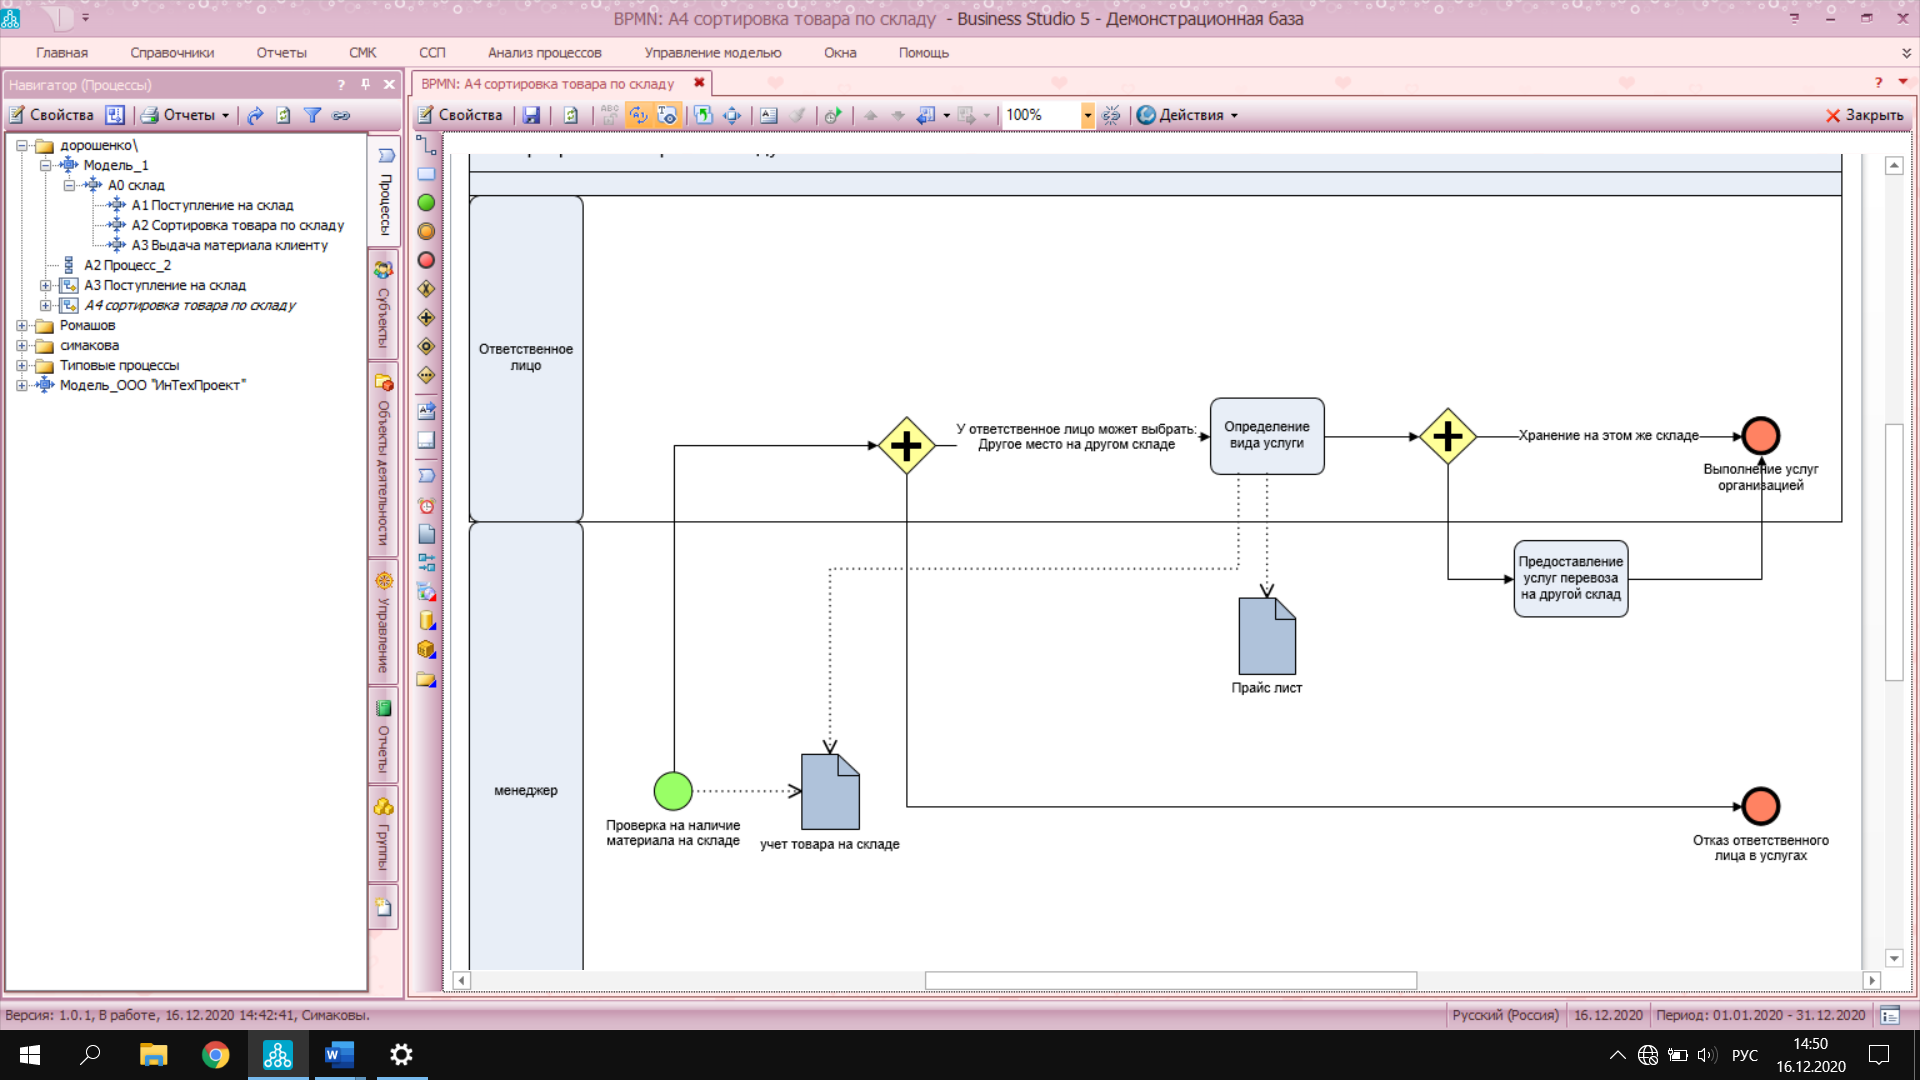 BPMN: A4 сортировка товара по складу - Business Studio 5 - Демонстрационная база
Главная Справочники Отчеты СМК ССП Анализ процессов Управление моделью Окна Помощь
Навигатор (Процессы)
BPMN: A4 сортировка товара по складу
Свойства Отчеты
Свойства 100% Действия Закрыть
дорошенко\
Модель_1
A0 склад
A1 Поступление на склад
A2 Сортировка товара по складу
A3 Выдача материала клиенту
A2 Процесс_2
A3 Поступление на склад
A4 сортировка товара по складу
Ромашов
симакова
Типовые процессы
Модель_ООО "ИнТехПроект"
Процессы
Субъекты
Объекты деятельности
Управление
Отчеты
Группы
Ответственное
лицо
У ответственное лицо может выбрать:
Другое место на другом складе
Определение
вида услуги
Хранение на этом же складе
Выполнение услуг
организацией
Предоставление
услуг перевоза
на другой склад
Прайс лист
менеджер
Проверка на наличие
материала на складе
учет товара на складе
Отказ ответственного
лица в услугах
Версия: 1.0.1, В работе, 16.12.2020 14:42:41, Симаковы.
Русский (Россия) 16.12.2020 Период: 01.01.2020 - 31.12.2020
РУС
14:50
16.12.2020